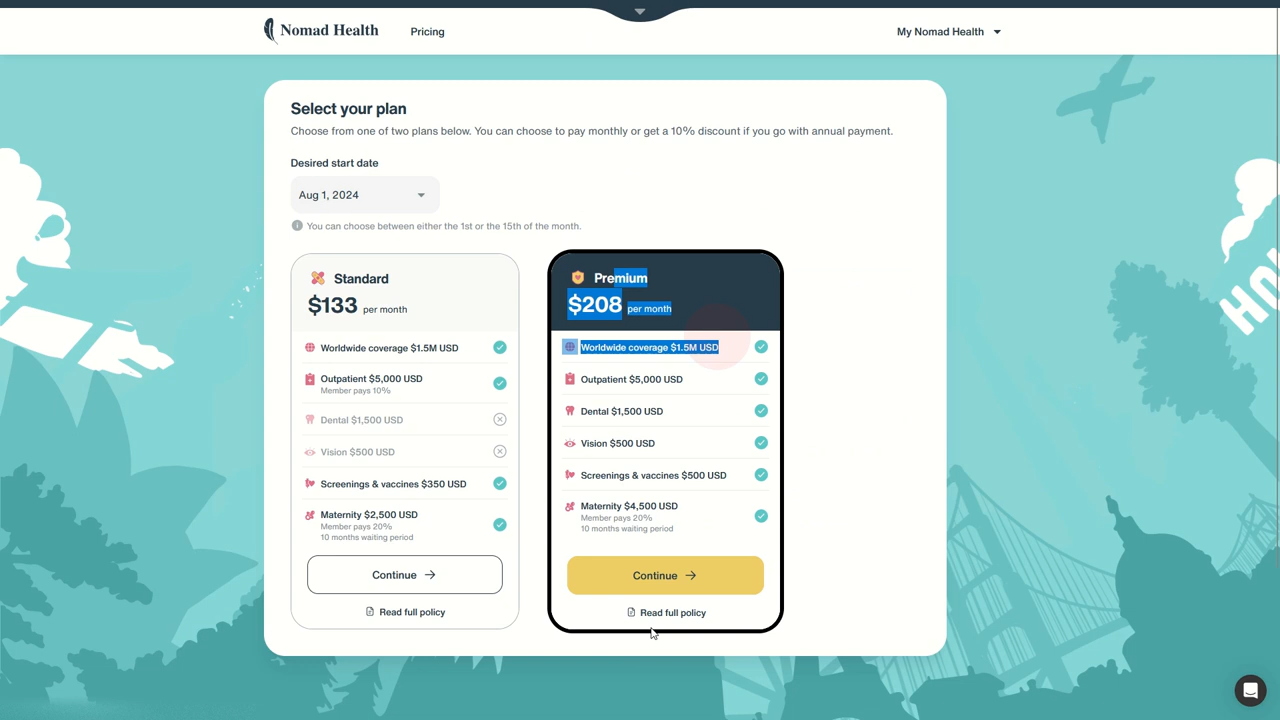 Nomad Health
Pricing
My Nomad Health
Select your plan
Choose from one of two plans below. You can choose to pay monthly or get a 10% discount if you go with annual payment.
Desired start date
Aug 1, 2024
You can choose between either the 1st or the 15th of the month.
Standard
$133 per month
Worldwide coverage $1.5M USD
Outpatient $5,000 USD
Member pays 10%
Dental $1,500 USD
Vision $500 USD
Screenings & vaccines $350 USD
Maternity $2,500 USD
Member pays 20%
10 months waiting period
Continue
Read full policy
Premium
$208 per month
Worldwide coverage $1.5M USD
Outpatient $5,000 USD
Dental $1,500 USD
Vision $500 USD
Screenings & vaccines $500 USD
Maternity $4,500 USD
Member pays 20%
10 months waiting period
Continue
Read full policy